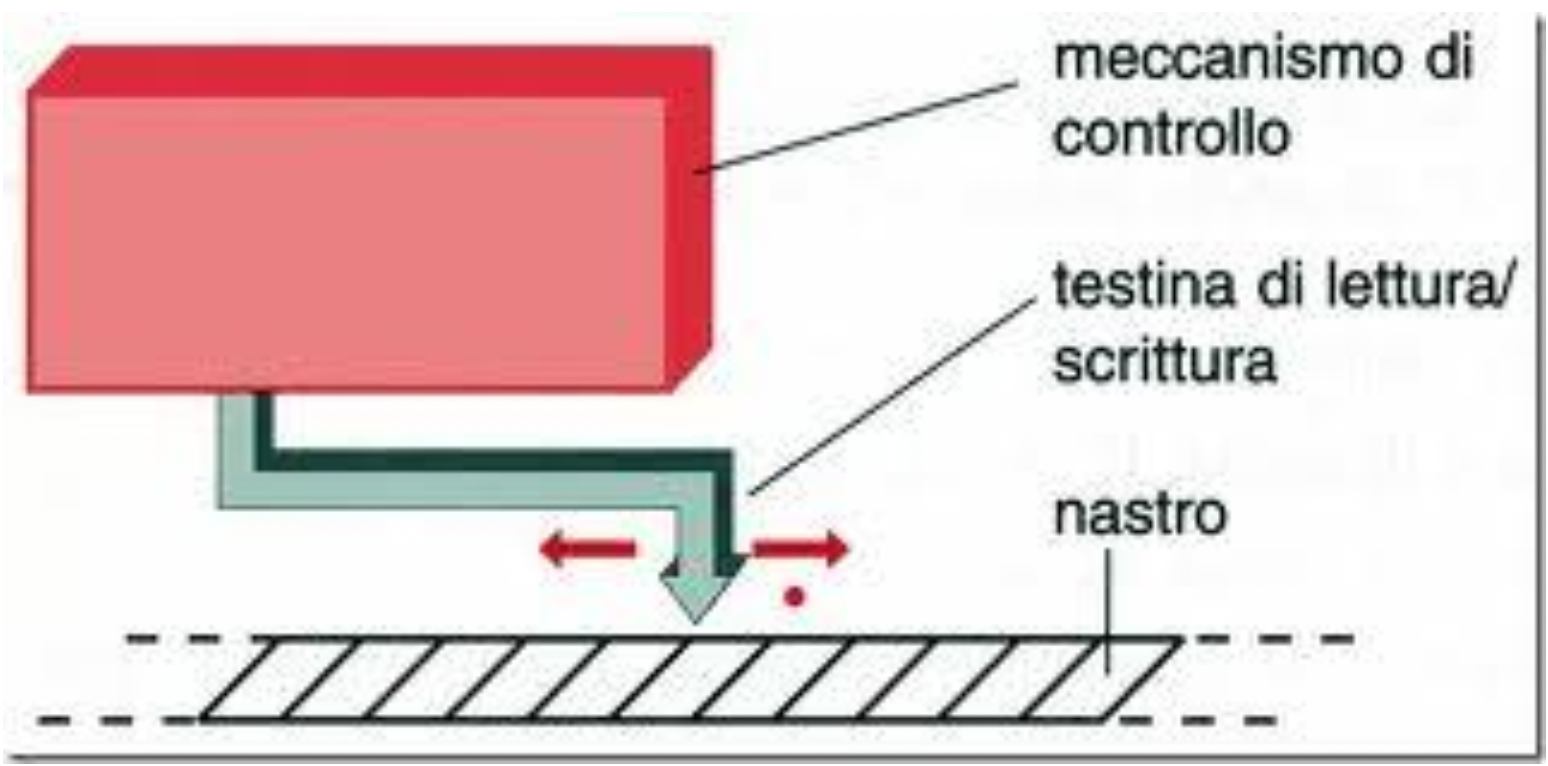 meccanismo di
controllo
testina di lettura/
scrittura
nastro